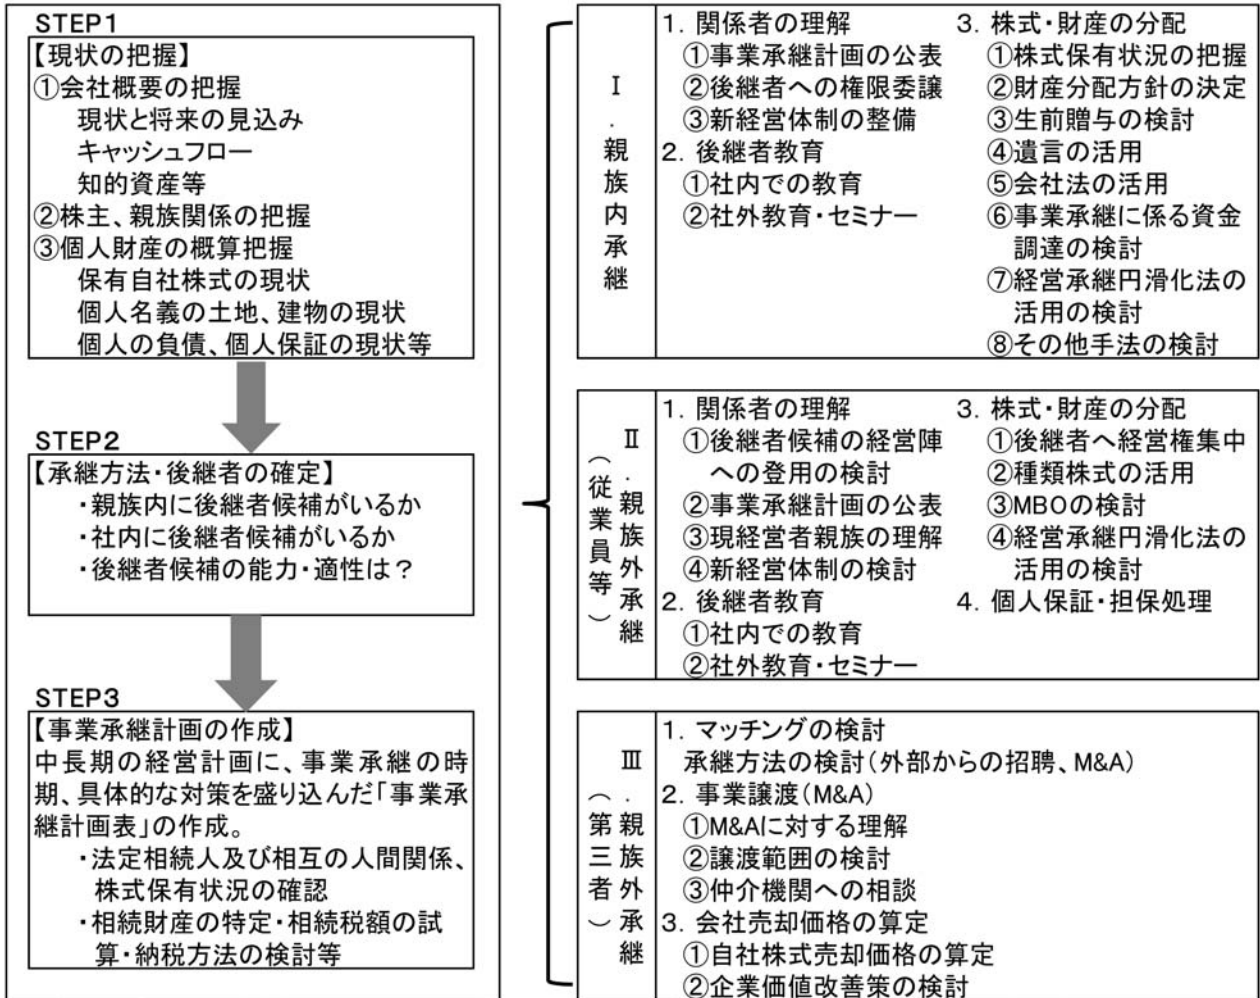 STEP1
【現状の把握】
①会社概要の把握
現状と将来の見込み
キャッシュフロー
知的資産等
②株主、親族関係の把握
③個人財産の概算把握
保有自社株式の現状
個人名義の土地、建物の現状
個人の負債、個人保証の現状等
STEP2
【承継方法・後継者の確定】
・親族内に後継者候補がいるか
・社内に後継者候補がいるか
・後継者候補の能力・適性は？
STEP3
【事業承継計画の作成】
中長期の経営計画に、事業承継の時
期、具体的な対策を盛り込んだ「事業承
継計画表」の作成。
・法定相続人及び相互の人間関係、
株式保有状況の確認
・相続財産の特定・相続税額の試
算・納税方法の検討等
Ⅰ．親族内承継
1．関係者の理解
①事業承継計画の公表
②後継者への権限委譲
③新経営体制の整備
2．後継者教育
①社内での教育
②社外教育・セミナー
3．株式・財産の分配
①株式保有状況の把握
②財産分配方針の決定
③生前贈与の検討
④遺言の活用
⑤会社法の活用
⑥事業承継に係る資金
調達の検討
⑦経営承継円滑化法の
活用の検討
⑧その他手法の検討
Ⅱ．親族外承継
（従業員等）
1．関係者の理解
①後継者候補の経営陣
への登用の検討
②事業承継計画の公表
③現経営者親族の理解
④新経営体制の検討
2．後継者教育
①社内での教育
②社外教育・セミナー
3．株式・財産の分配
①後継者へ経営権集中
②種類株式の活用
③MBOの検討
④経営承継円滑化法の
活用の検討
4．個人保証・担保処理
Ⅲ．親族外承継
（第三者）
1．マッチングの検討
承継方法の検討（外部からの招聘、M&A）
2．事業譲渡（M&A）
①M&Aに対する理解
②譲渡範囲の検討
③仲介機関への相談
3．会社売却価格の算定
①自社株式売却価格の算定
②企業価値改善策の検討